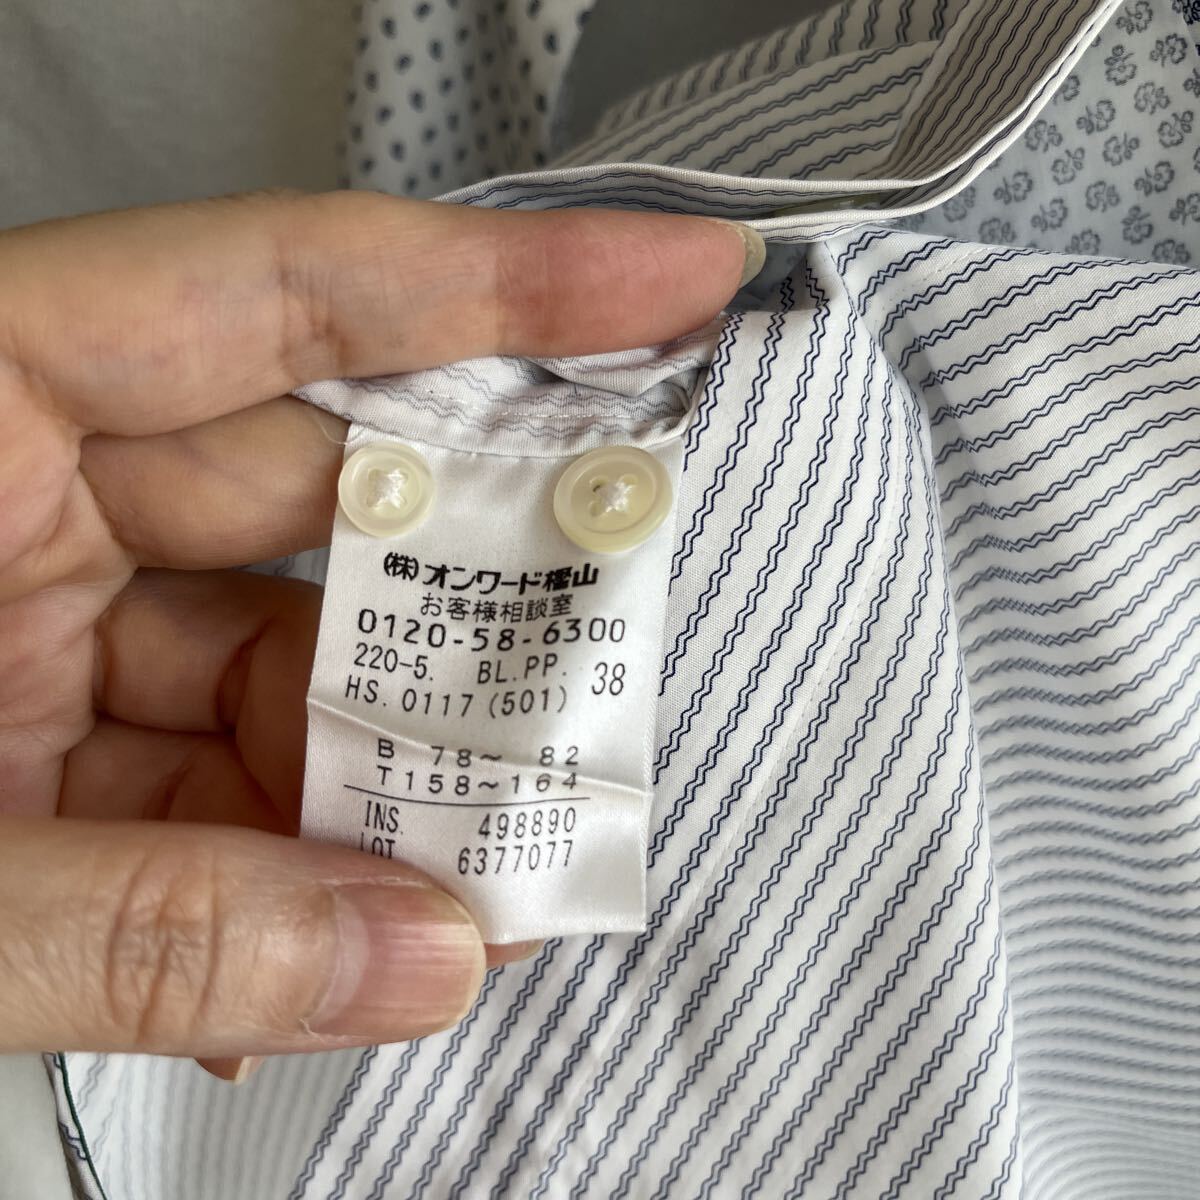 (株)オンワード樫山
お客様相談室
0120-58-6300
220-5. BL.PP. 38
HS. 0117 (501)
B 78~ 82
T 158~164
INS. 498890
LOT 6377077